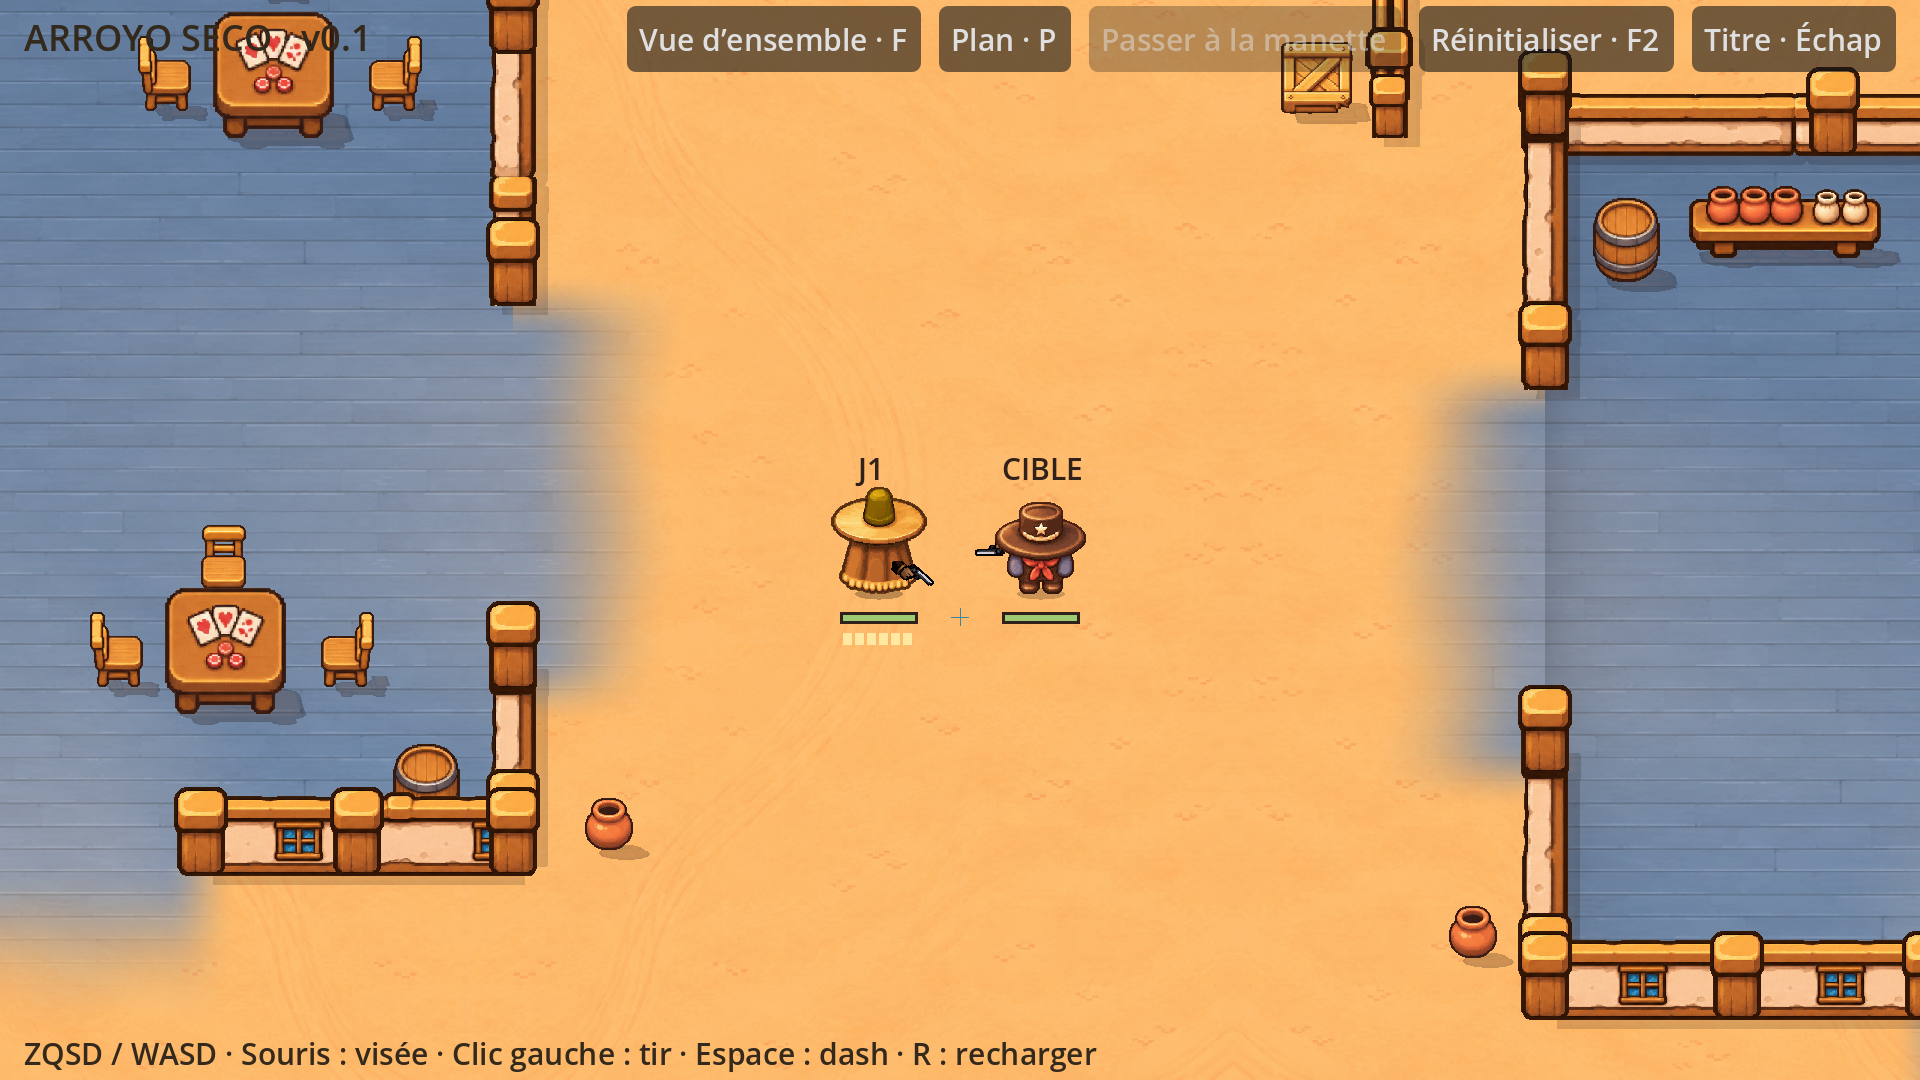 ARROYO SECO · v0.1
Vue d’ensemble · F
Plan · P
Passer à la manette
Réinitialiser · F2
Titre · Échap
J1
CIBLE
ZQSD / WASD · Souris : visée · Clic gauche : tir · Espace : dash · R : recharger